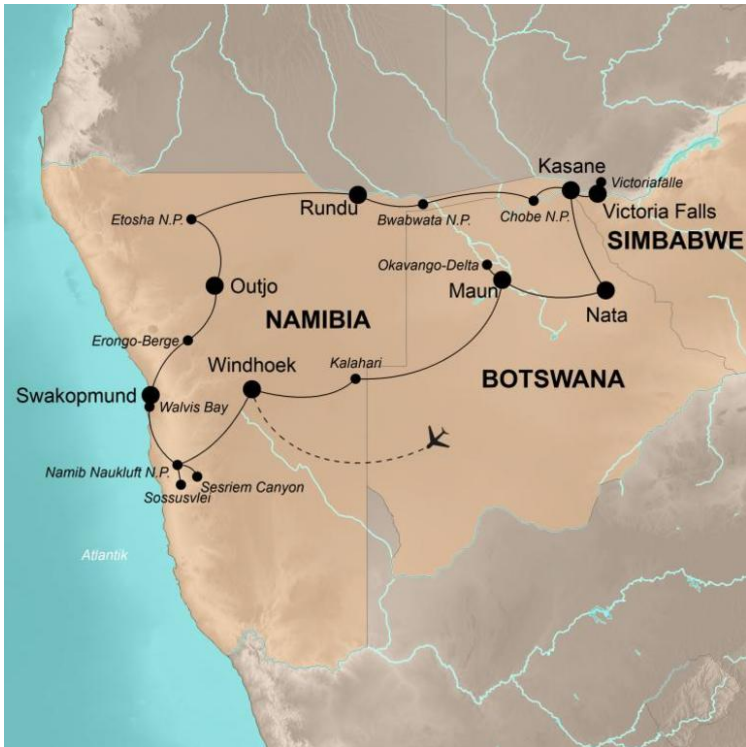 Kasane
Victoriafälle
Rundu
Etosha N.P.
Bwabwata N.P.
Chobe N.P.
Victoria Falls
SIMBABWE
Okavango-Delta
Outjo
Maun
Nata
NAMIBIA
Erongo-Berge
Windhoek
Kalahari
BOTSWANA
Swakopmund
Walvis Bay
Namib Naukluft N.P.
Sesriem Canyon
Sossusvlei
Atlantik